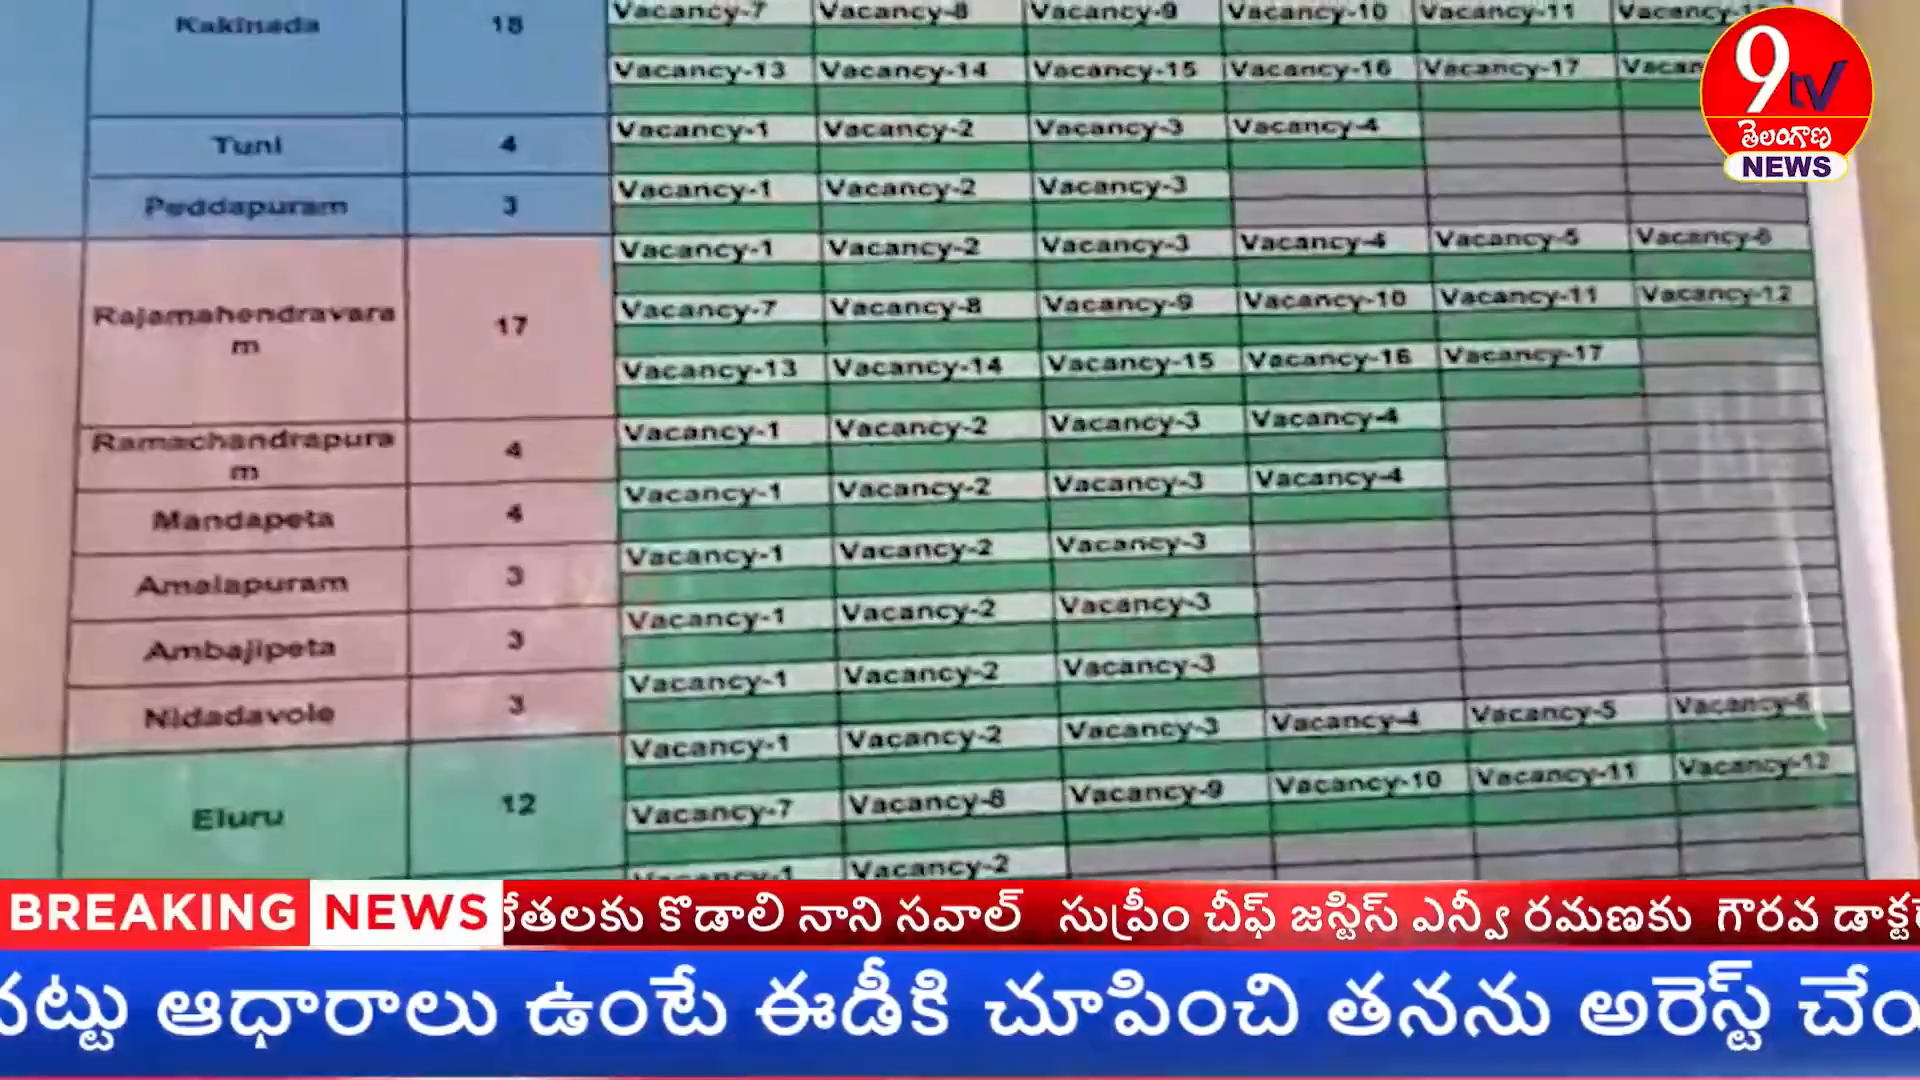 Kakinada 18 Vacancy-7 Vacancy-8 Vacancy-9 Vacancy-10 Vacancy-11
Vacancy-13 Vacancy-14 Vacancy-15 Vacancy-16 Vacancy-17
Tuni 4 Vacancy-1 Vacancy-2 Vacancy-3 Vacancy-4
Peddapuram 3 Vacancy-1 Vacancy-2 Vacancy-3
Rajamahendravara
m 17 Vacancy-1 Vacancy-2 Vacancy-3 Vacancy-4 Vacancy-5 Vacancy-6
Vacancy-7 Vacancy-8 Vacancy-9 Vacancy-10 Vacancy-11 Vacancy-12
Vacancy-13 Vacancy-14 Vacancy-15 Vacancy-16 Vacancy-17
Ramachandrapura
m 4 Vacancy-1 Vacancy-2 Vacancy-3 Vacancy-4
Mandapeta 4 Vacancy-1 Vacancy-2 Vacancy-3 Vacancy-4
Amalapuram 3 Vacancy-1 Vacancy-2 Vacancy-3
Ambajipeta 3 Vacancy-1 Vacancy-2 Vacancy-3
Nidadavole 3 Vacancy-1 Vacancy-2 Vacancy-3
Eluru 12 Vacancy-1 Vacancy-2 Vacancy-3 Vacancy-4 Vacancy-5 Vacancy-6
Vacancy-7 Vacancy-8 Vacancy-9 Vacancy-10 Vacancy-11 Vacancy-12
Vacancy-1 Vacancy-2
9tv
తెలంగాణ
NEWS
BREAKING NEWS కొడాలి నాని సవాల్ సుప్రీం చీఫ్ జస్టిస్ ఎన్వీ రమణకు గౌరవ
ఆధారాలు ఉంటే ఈడీకి చూపించి తనను అరెస్ట్